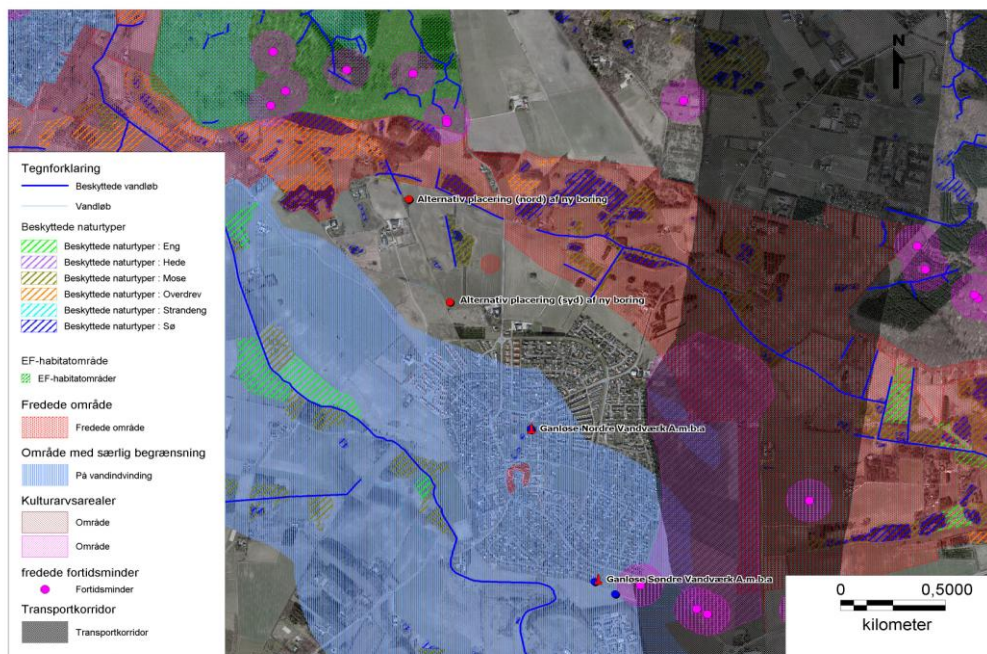 N
Tegnforklaring
Beskyttede vandløb
Vandløb
Beskyttede naturtyper
Beskyttede naturtyper : Eng
Beskyttede naturtyper : Hede
Beskyttede naturtyper : Mose
Beskyttede naturtyper : Overdrev
Beskyttede naturtyper : Strandeng
Beskyttede naturtyper : Sø
EF-habitatområde
EF-habitatområder
Fredede område
Fredede område
Område med særlig begrænsning
På vandindvinding
Kulturarvsarealer
Område
Område
fredede fortidsminder
Fortidsminder
Transportkorridor
Transportkorridor
Alternativ placering (nord) af ny boring
Alternativ placering (syd) af ny boring
Ganløse Nordre Vandværk A.m.b.a
Ganløse Søndre Vandværk A.m.b.a
0 0,5000
kilometer